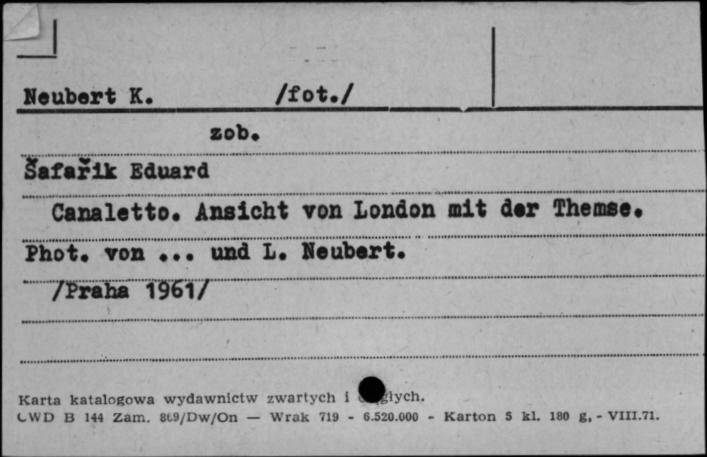 Neubert K. /fot./
zob.
Šafařik Eduard
Canaletto. Ansicht von London mit der Themse.
Phot. von ... und L. Neubert.
/Praha 1961/
Karta katalogowa wydawnictw zwartych i
CWD B 144 Zam. 869/Dw/On — Wrak 719 - 6.520.000 - Karton 5 kl. 180 g, - VIII.71.